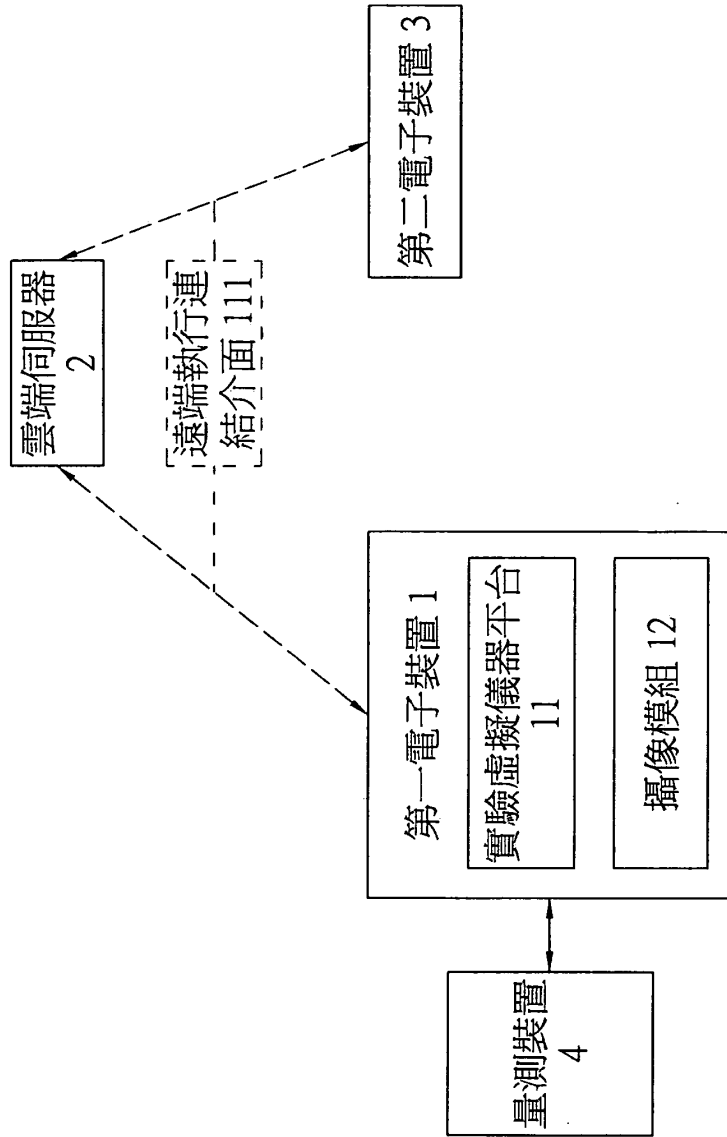 雲端伺服器
2
遠端執行連
結介面 111
第二電子裝置 3
第一電子裝置 1
實驗虛擬儀器平台
11
攝像模組 12
量測裝置
4